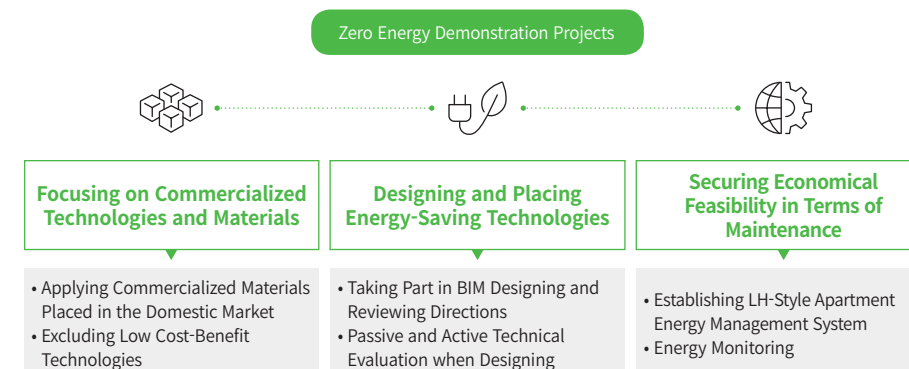 Zero Energy Demonstration Projects
Focusing on Commercialized
Technologies and Materials
• Applying Commercialized Materials
Placed in the Domestic Market
• Excluding Low Cost-Benefit
Technologies
Designing and Placing
Energy-Saving Technologies
• Taking Part in BIM Designing and
Reviewing Directions
• Passive and Active Technical
Evaluation when Designing
Securing Economical
Feasibility in Terms of
Maintenance
• Establishing LH-Style Apartment
Energy Management System
• Energy Monitoring